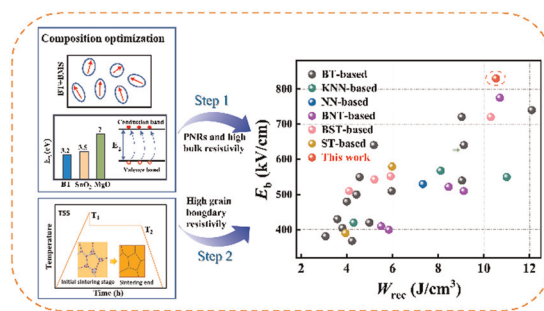 Composition optimization
BT-BMS
Conduction band
Eg
Valence band
Eg (eV)
3.2
3.5
7
BT
SnO2
MgO
Step 1
PNRs and high
bulk resistivity
TSS
T1
T2
Temperature
Initial sintering stage
Sintering end
Time (h)
High grain
boundary
resistivity
Step 2
BT-based
KNN-based
NN-based
BNT-based
BST-based
ST-based
This work
Eb (kV/cm)
800
700
600
500
400
2
4
6
8
10
12
Wrec (J/cm3)